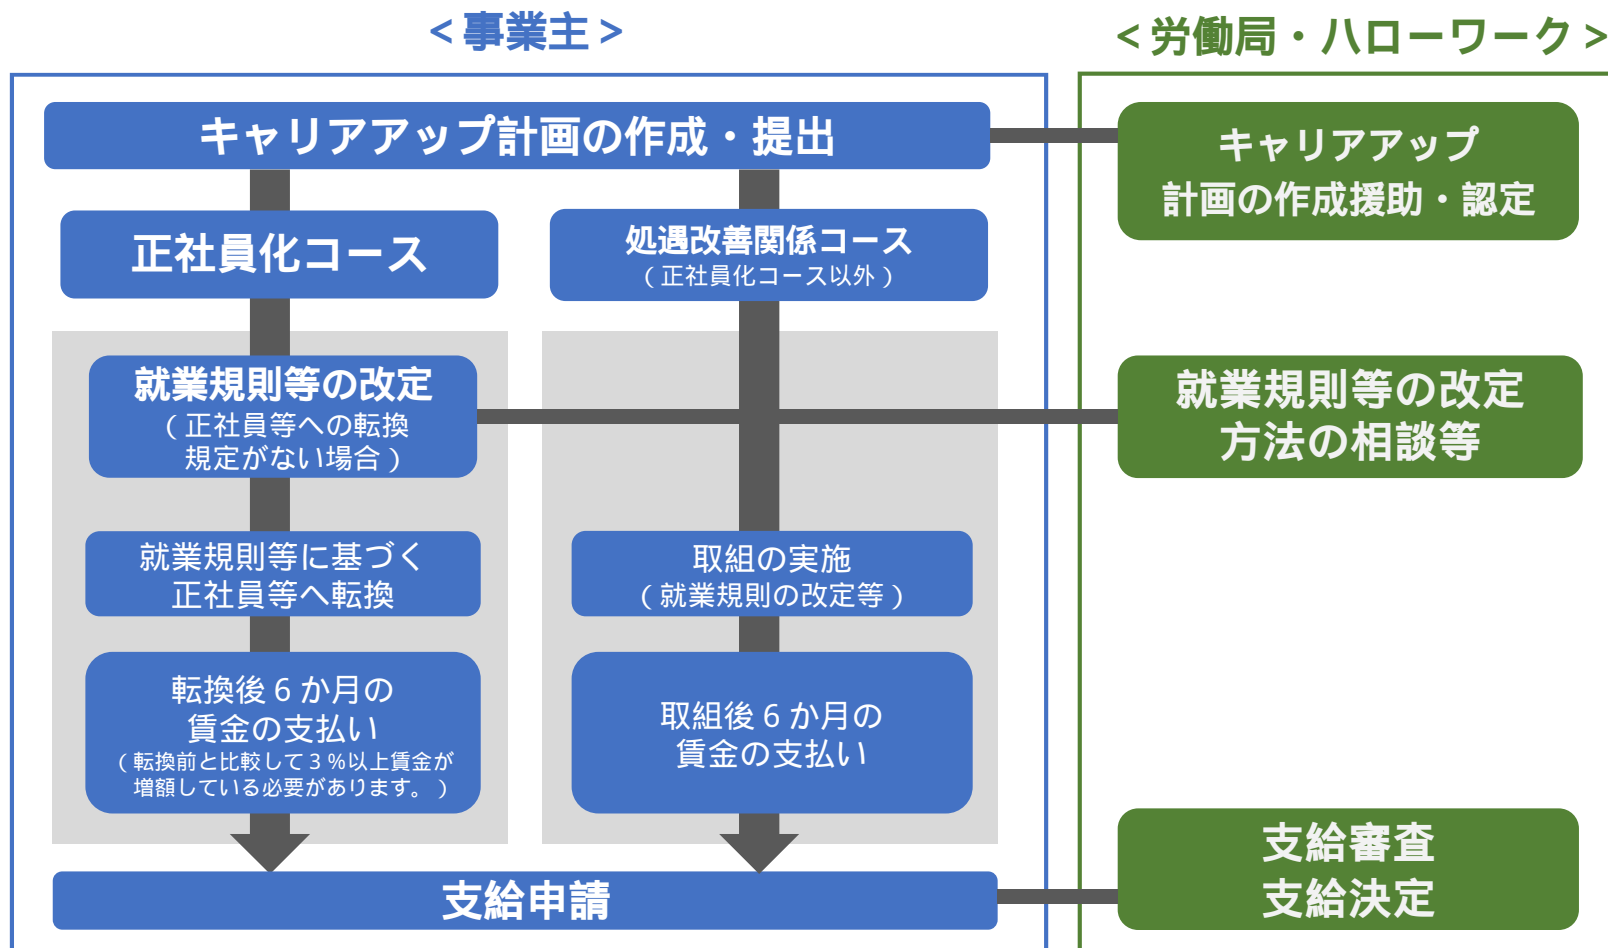 ＜事業主＞
＜労働局・ハローワーク＞
キャリアアップ計画の作成・提出
キャリアアップ
計画の作成援助・認定
正社員化コース
処遇改善関係コース
（正社員化コース以外）
就業規則等の改定
（正社員等への転換
規定がない場合）
就業規則等の改定
方法の相談等
就業規則等に基づく
正社員等へ転換
取組の実施
（就業規則の改定等）
転換後６か月の
賃金の支払い
（転換前と比較して３％以上賃金が
増額している必要があります。）
取組後６か月の
賃金の支払い
支給申請
支給審査
支給決定